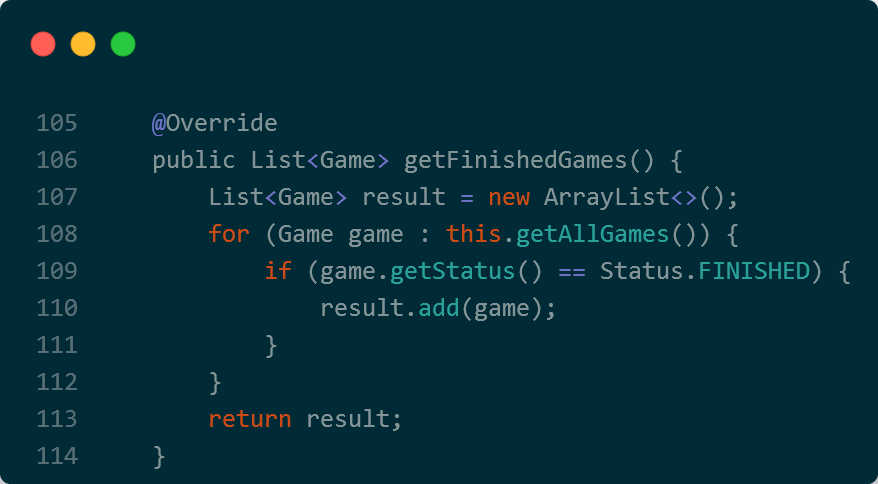 105 @Override
106 public List<Game> getFinishedGames() {
107 List<Game> result = new ArrayList<>();
108 for (Game game : this.getAllGames()) {
109 if (game.getStatus() == Status.FINISHED) {
110 result.add(game);
111 }
112 }
113 return result;
114 }